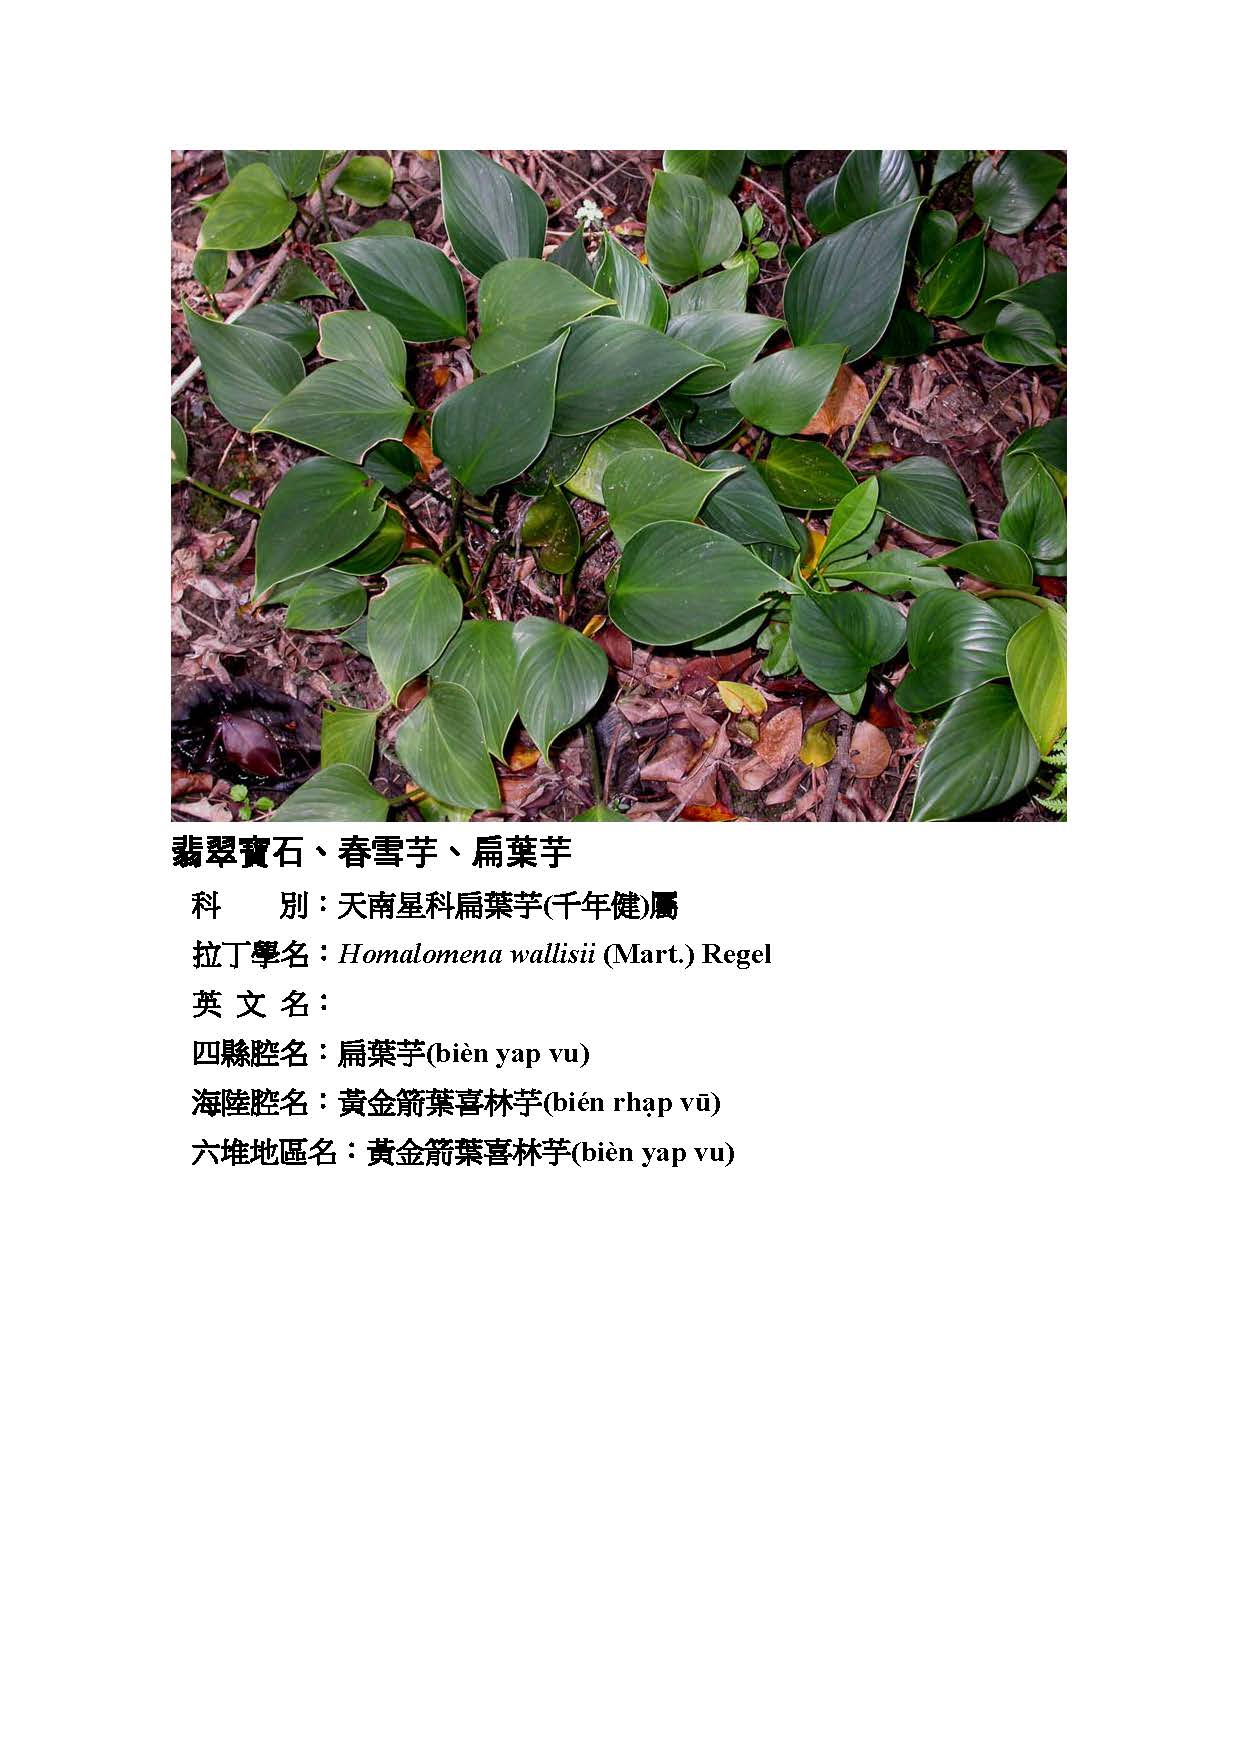 翡翠寶石、春雪芋、扁葉芋
科　　別：天南星科扁葉芋(千年健)屬
拉丁學名：Homalomena wallisii (Mart.) Regel
英 文 名：
四縣腔名：扁葉芋(bièn yap vu)
海陸腔名：黃金箭葉喜林芋(bién rha̠p vū)
六堆地區名：黃金箭葉喜林芋(bièn yap vu)